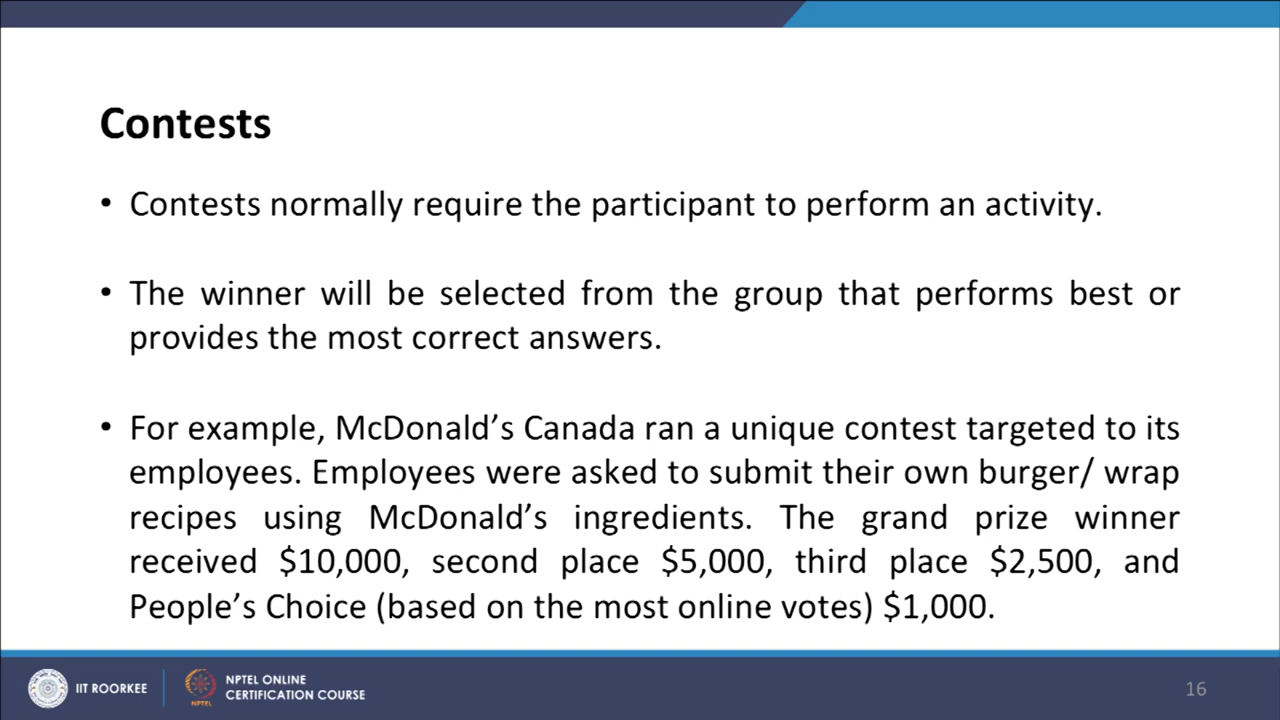 Contests
• Contests normally require the participant to perform an activity.
• The winner will be selected from the group that performs best or
provides the most correct answers.
• For example, McDonald’s Canada ran a unique contest targeted to its
employees. Employees were asked to submit their own burger/ wrap
recipes using McDonald’s ingredients. The grand prize winner
received $10,000, second place $5,000, third place $2,500, and
People’s Choice (based on the most online votes) $1,000.
IIT ROORKEE
NPTEL
NPTEL ONLINE
CERTIFICATION COURSE
16